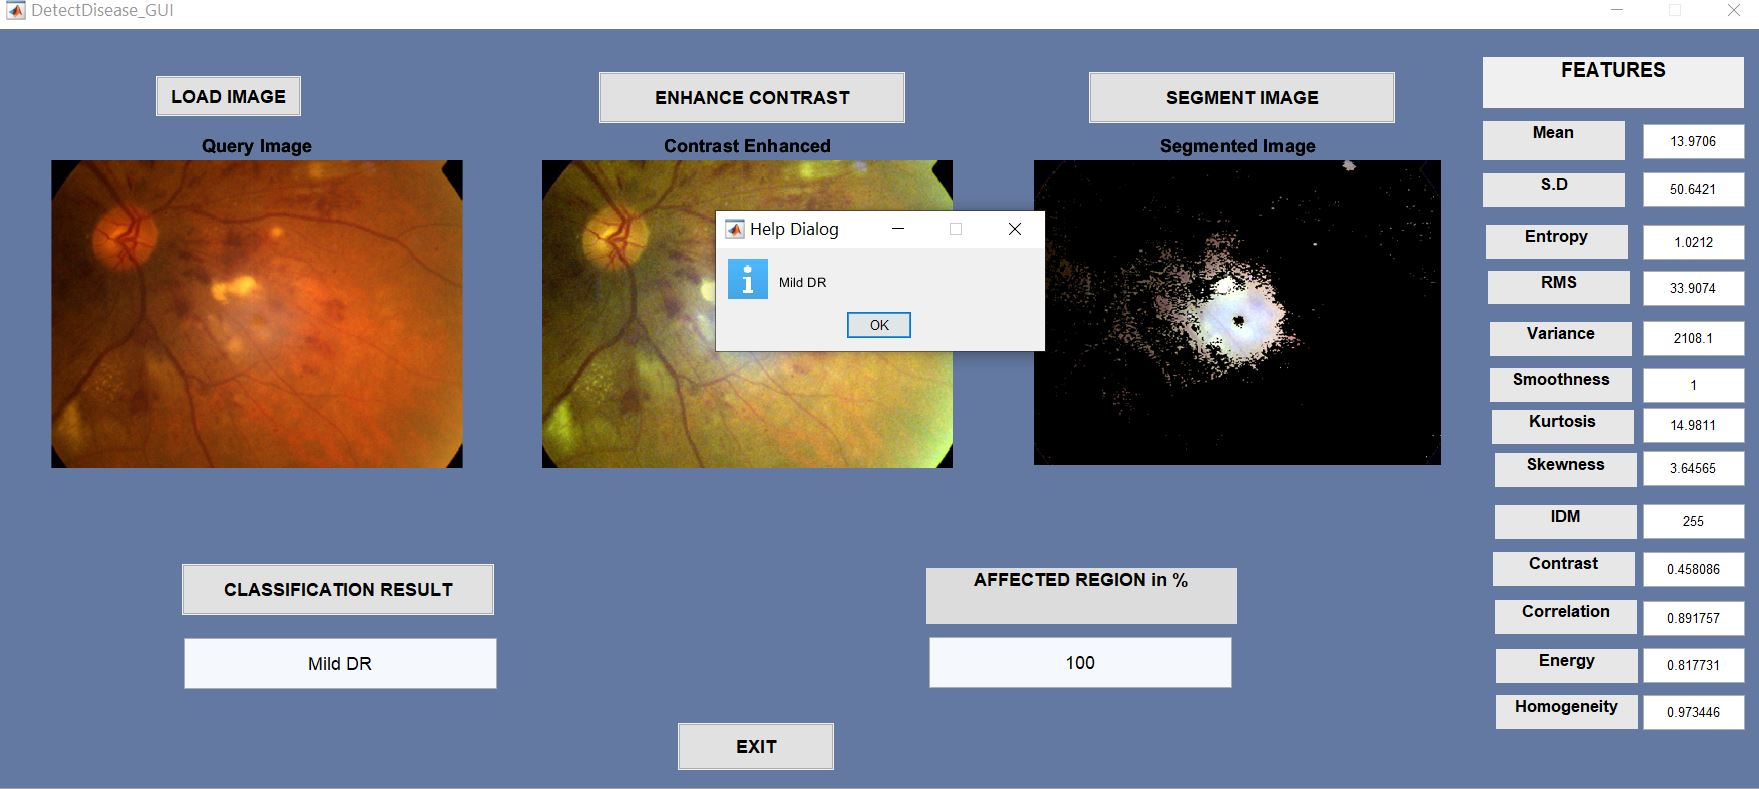 DetectDisease_GUI
LOAD IMAGE
ENHANCE CONTRAST
SEGMENT IMAGE
Query Image
Contrast Enhanced
Segmented Image
Help Dialog
Mild DR
OK
FEATURES
Mean
13.9706
S.D
50.6421
Entropy
1.0212
RMS
33.9074
Variance
2108.1
Smoothness
1
Kurtosis
14.9811
Skewness
3.64565
IDM
255
Contrast
0.458086
Correlation
0.891757
Energy
0.817731
Homogeneity
0.973446
CLASSIFICATION RESULT
Mild DR
AFFECTED REGION in %
100
EXIT